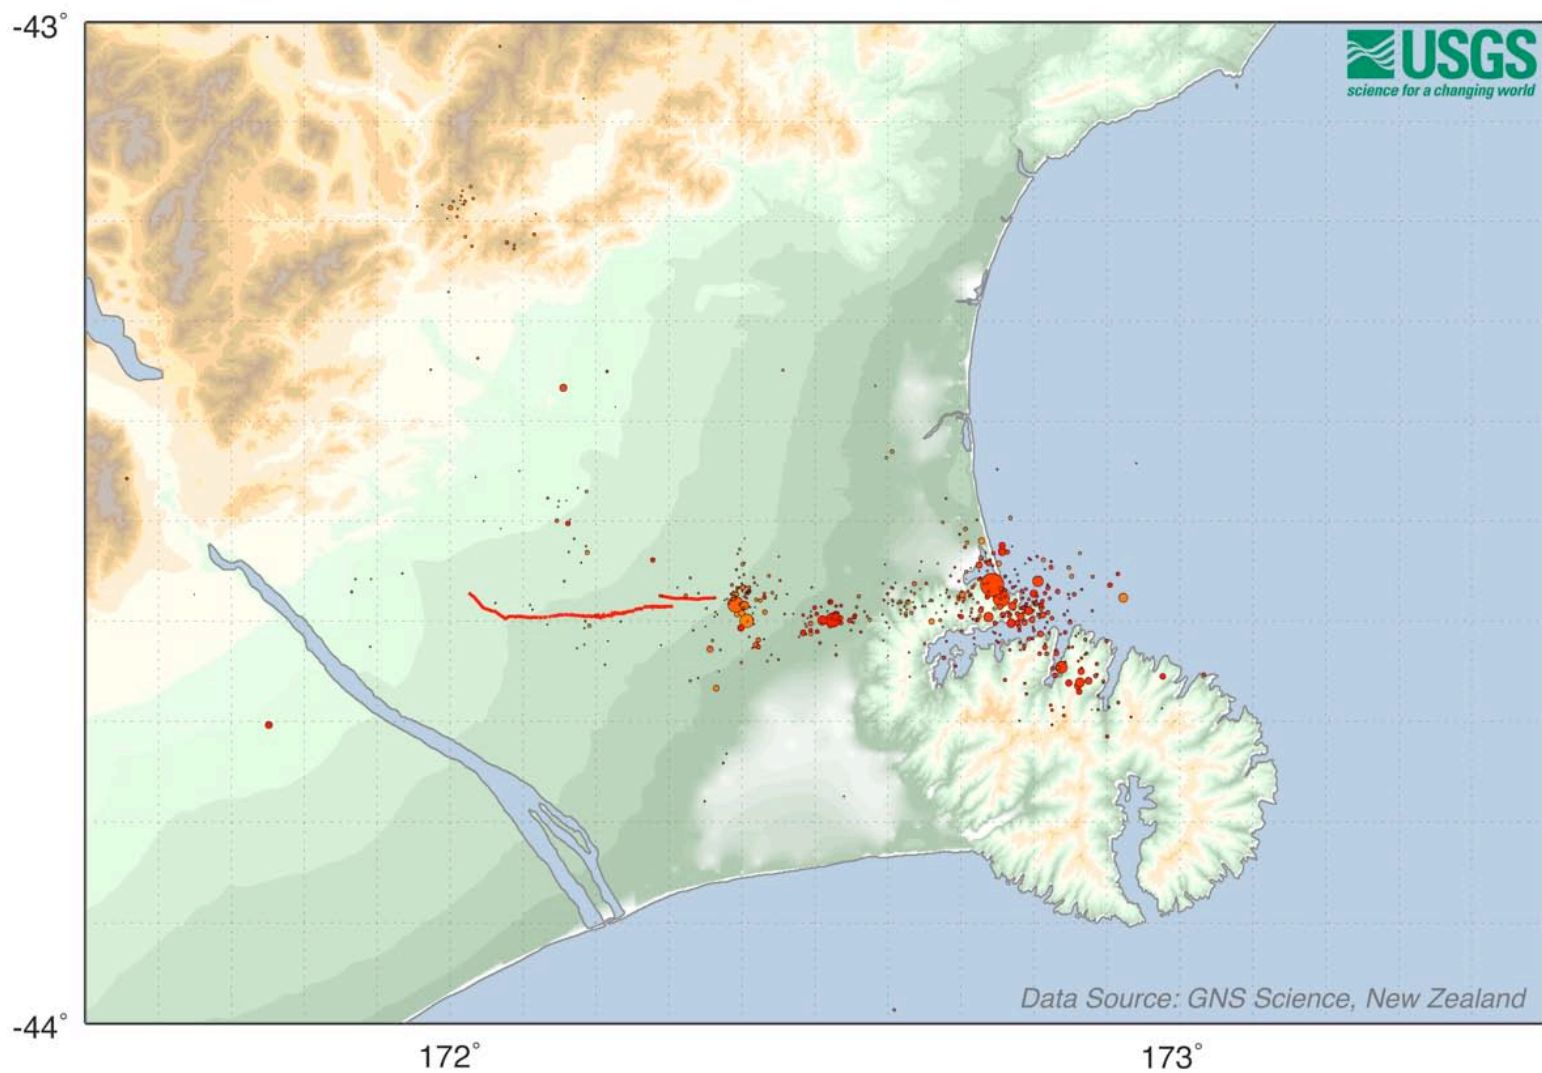 -43°
USGS
science for a changing world
Data Source: GNS Science, New Zealand
-44°
172°
173°